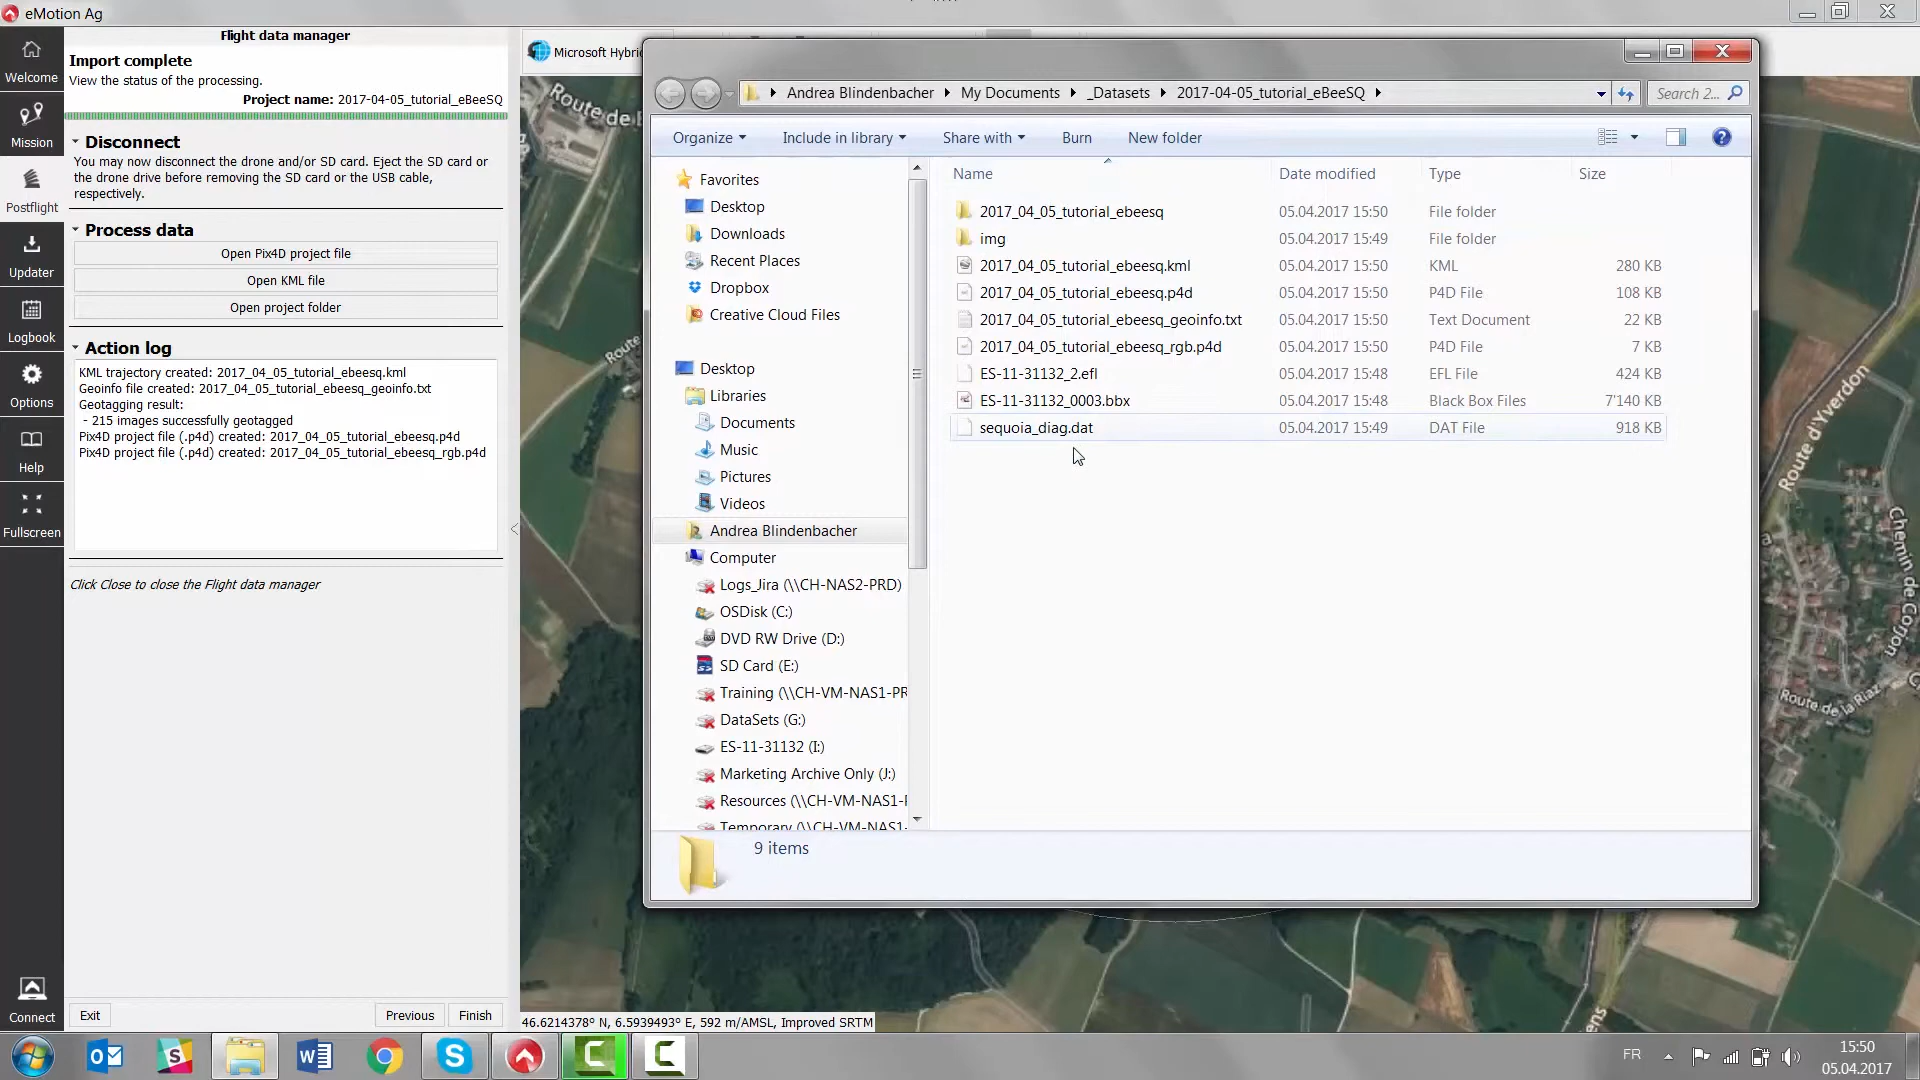 eMotion Ag
Flight data manager
Import complete
View the status of the processing.
Project name: 2017-04-05_tutorial_eBeeSQ
Disconnect
You may now disconnect the drone and/or SD card. Eject the SD card or
the drone drive before removing the SD card or the USB cable,
respectively.
Process data
Open Pix4D project file
Open KML file
Open project folder
Action log
KML trajectory created: 2017_04_05_tutorial_ebeesq.kml
Geoinfo file created: 2017_04_05_tutorial_ebeesq_geoinfo.txt
Geotagging result:
- 215 images successfully geotagged
Pix4D project file (.p4d) created: 2017_04_05_tutorial_ebeesq.p4d
Pix4D project file (.p4d) created: 2017_04_05_tutorial_ebeesq_rgb.p4d
Click Close to close the Flight data manager
Exit
Previous
Finish
Welcome
Mission
Postflight
Updater
Logbook
Options
Help
Fullscreen
Connect
Microsoft Hybri
Andrea Blindenbacher
My Documents
_Datasets
2017-04-05_tutorial_eBeeSQ
Search 2...
Organize
Include in library
Share with
Burn
New folder
Favorites
Desktop
Downloads
Recent Places
Dropbox
Creative Cloud Files
Desktop
Libraries
Documents
Music
Pictures
Videos
Andrea Blindenbacher
Computer
Logs_Jira (\\CH-NAS2-PRD)
OSDisk (C:)
DVD RW Drive (D:)
SD Card (E:)
Training (\\CH-VM-NAS1-PR
DataSets (G:)
ES-11-31132 (I:)
Marketing Archive Only (J:)
Resources (\\CH-VM-NAS1-
Temporary (\\CH-VM-NAS1-
Name Date modified Type Size
2017_04_05_tutorial_ebeesq 05.04.2017 15:50 File folder
img 05.04.2017 15:49 File folder
2017_04_05_tutorial_ebeesq.kml 05.04.2017 15:50 KML 280 KB
2017_04_05_tutorial_ebeesq.p4d 05.04.2017 15:50 P4D File 108 KB
2017_04_05_tutorial_ebeesq_geoinfo.txt 05.04.2017 15:50 Text Document 22 KB
2017_04_05_tutorial_ebeesq_rgb.p4d 05.04.2017 15:50 P4D File 7 KB
ES-11-31132_2.efl 05.04.2017 15:48 EFL File 424 KB
ES-11-31132_0003.bbx 05.04.2017 15:48 Black Box Files 7'140 KB
sequoia_diag.dat 05.04.2017 15:49 DAT File 918 KB
9 items
Route de
Route
Route d'Yverdon
Chemin de
Route de la Riaz
ens
46.6214378° N, 6.5939493° E, 592 m/AMSL, Improved SRTM
FR
15:50
05.04.2017